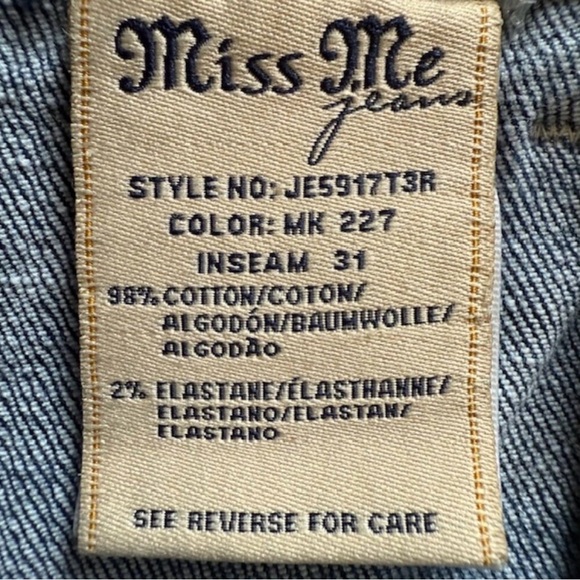 Miss Me
jeans
STYLE NO: JE5917T3R
COLOR: MK 227
INSEAM 31
98% COTTON/COTON/
ALGODÓN/BAUMWOLLE/
ALGODÃO
2% ELASTANE/ÉLASTHANNE/
ELASTANO/ELASTAN/
ELASTANO
SEE REVERSE FOR CARE